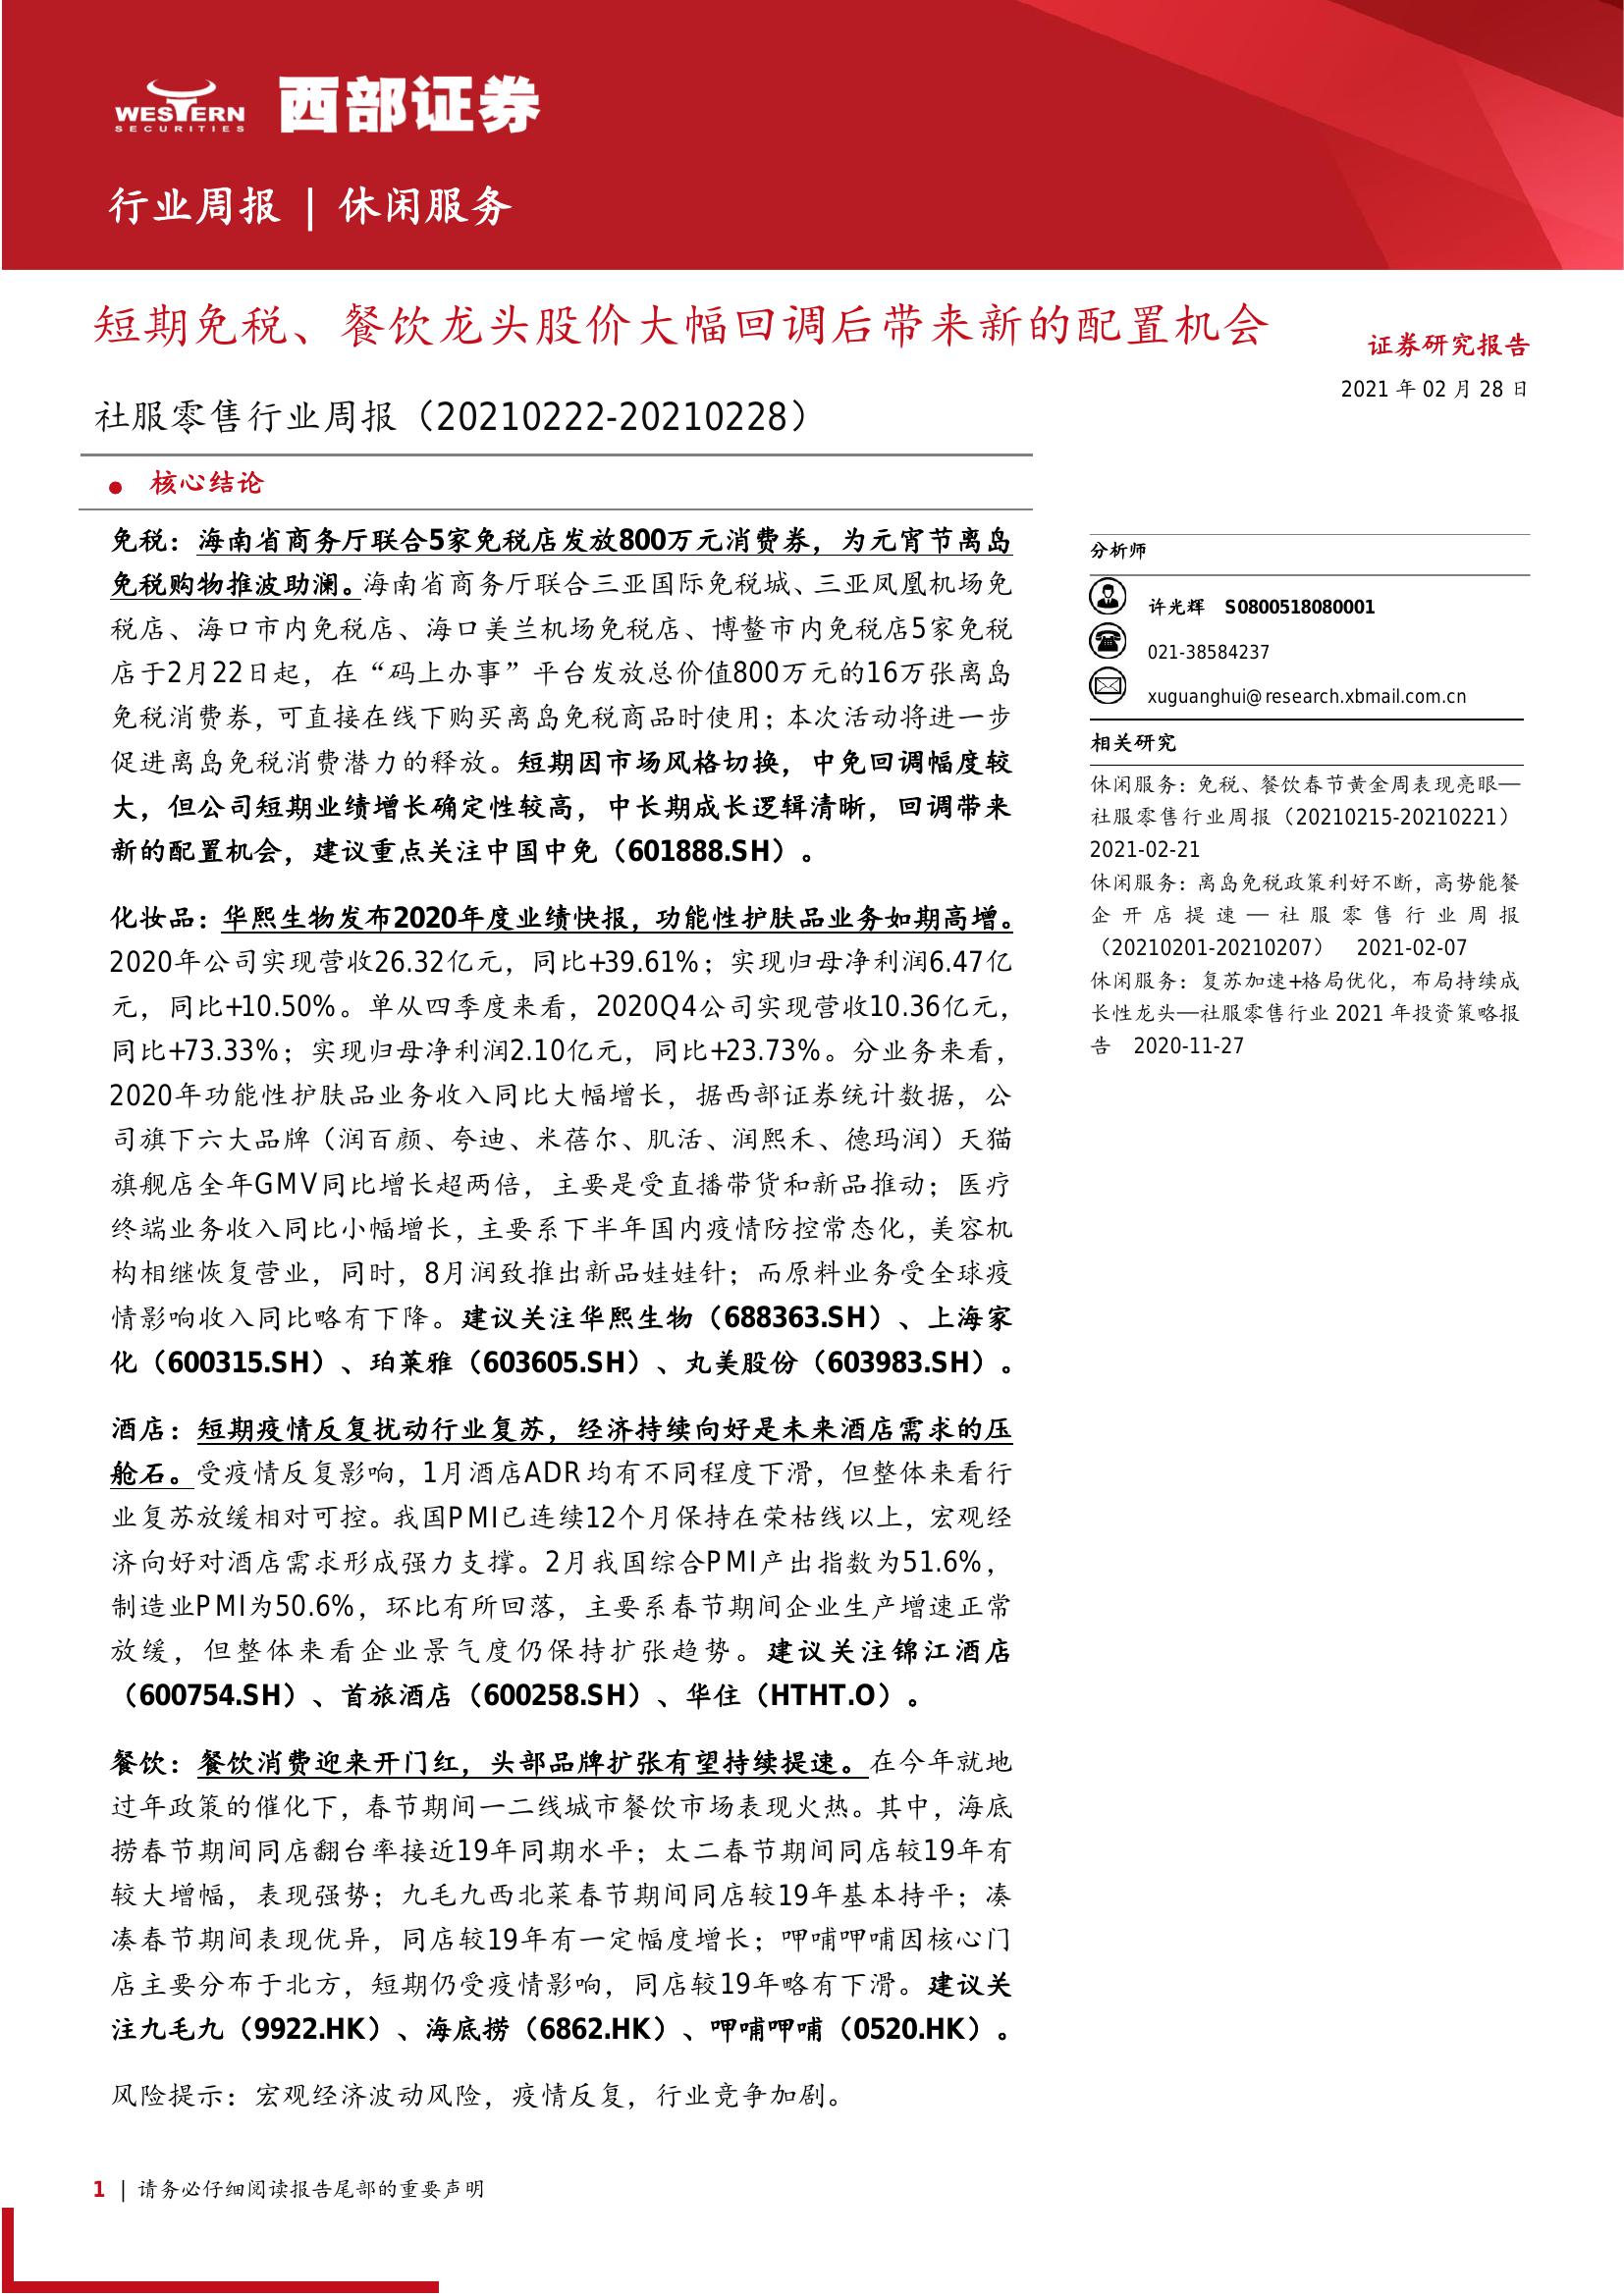 WESTERN
SECURITIES
西部证券
行业周报 | 休闲服务
短期免税、餐饮龙头股价大幅回调后带来新的配置机会
证券研究报告
2021 年 02 月 28 日
社服零售行业周报（20210222-20210228）
● 核心结论
免税：海南省商务厅联合5家免税店发放800万元消费券，为元宵节离岛
免税购物推波助澜。海南省商务厅联合三亚国际免税城、三亚凤凰机场免
税店、海口市内免税店、海口美兰机场免税店、博鳌市内免税店5家免税
店于2月22日起，在“码上办事”平台发放总价值800万元的16万张离岛
免税消费券，可直接在线下购买离岛免税商品时使用；本次活动将进一步
促进离岛免税消费潜力的释放。短期因市场风格切换，中免回调幅度较
大，但公司短期业绩增长确定性较高，中长期成长逻辑清晰，回调带来
新的配置机会，建议重点关注中国中免（601888.SH）。
化妆品：华熙生物发布2020年度业绩快报，功能性护肤品业务如期高增。
2020年公司实现营收26.32亿元，同比+39.61%；实现归母净利润6.47亿
元，同比+10.50%。单从四季度来看，2020Q4公司实现营收10.36亿元，
同比+73.33%；实现归母净利润2.10亿元，同比+23.73%。分业务来看，
2020年功能性护肤品业务收入同比大幅增长，据西部证券统计数据，公
司旗下六大品牌（润百颜、夸迪、米蓓尔、肌活、润熙禾、德玛润）天猫
旗舰店全年GMV同比增长超两倍，主要是受直播带货和新品推动；医疗
终端业务收入同比小幅增长，主要系下半年国内疫情防控常态化，美容机
构相继恢复营业，同时，8月润致推出新品娃娃针；而原料业务受全球疫
情影响收入同比略有下降。建议关注华熙生物（688363.SH）、上海家
化（600315.SH）、珀莱雅（603605.SH）、丸美股份（603983.SH）。
酒店：短期疫情反复扰动行业复苏，经济持续向好是未来酒店需求的压
舱石。受疫情反复影响，1月酒店ADR均有不同程度下滑，但整体来看行
业复苏放缓相对可控。我国PMI已连续12个月保持在荣枯线以上，宏观经
济向好对酒店需求形成强力支撑。2月我国综合PMI产出指数为51.6%，
制造业PMI为50.6%，环比有所回落，主要系春节期间企业生产增速正常
放缓，但整体来看企业景气度仍保持扩张趋势。建议关注锦江酒店
（600754.SH）、首旅酒店（600258.SH）、华住（HTHT.O）。
餐饮：餐饮消费迎来开门红，头部品牌扩张有望持续提速。在今年就地
过年政策的催化下，春节期间一二线城市餐饮市场表现火热。其中，海底
捞春节期间同店翻台率接近19年同期水平；太二春节期间同店较19年有
较大增幅，表现强势；九毛九西北菜春节期间同店较19年基本持平；凑
凑春节期间表现优异，同店较19年有一定幅度增长；呷哺呷哺因核心门
店主要分布于北方，短期仍受疫情影响，同店较19年略有下滑。建议关
注九毛九（9922.HK）、海底捞（6862.HK）、呷哺呷哺（0520.HK）。
风险提示：宏观经济波动风险，疫情反复，行业竞争加剧。
分析师
许光辉 S0800518080001
021-38584237
xuguanghui@research.xbmail.com.cn
相关研究
休闲服务：免税、餐饮春节黄金周表现亮眼—
社服零售行业周报（20210215-20210221）
2021-02-21
休闲服务：离岛免税政策利好不断，高势能餐
企开店提速—社服零售行业周报
（20210201-20210207） 2021-02-07
休闲服务：复苏加速+格局优化，布局持续成
长性龙头—社服零售行业 2021 年投资策略报
告 2020-11-27
1 | 请务必仔细阅读报告尾部的重要声明